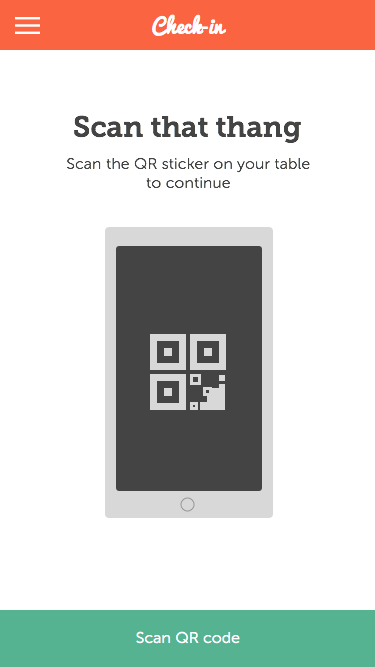 Check-in
Scan that thang
Scan the QR sticker on your table
to continue
Scan QR code